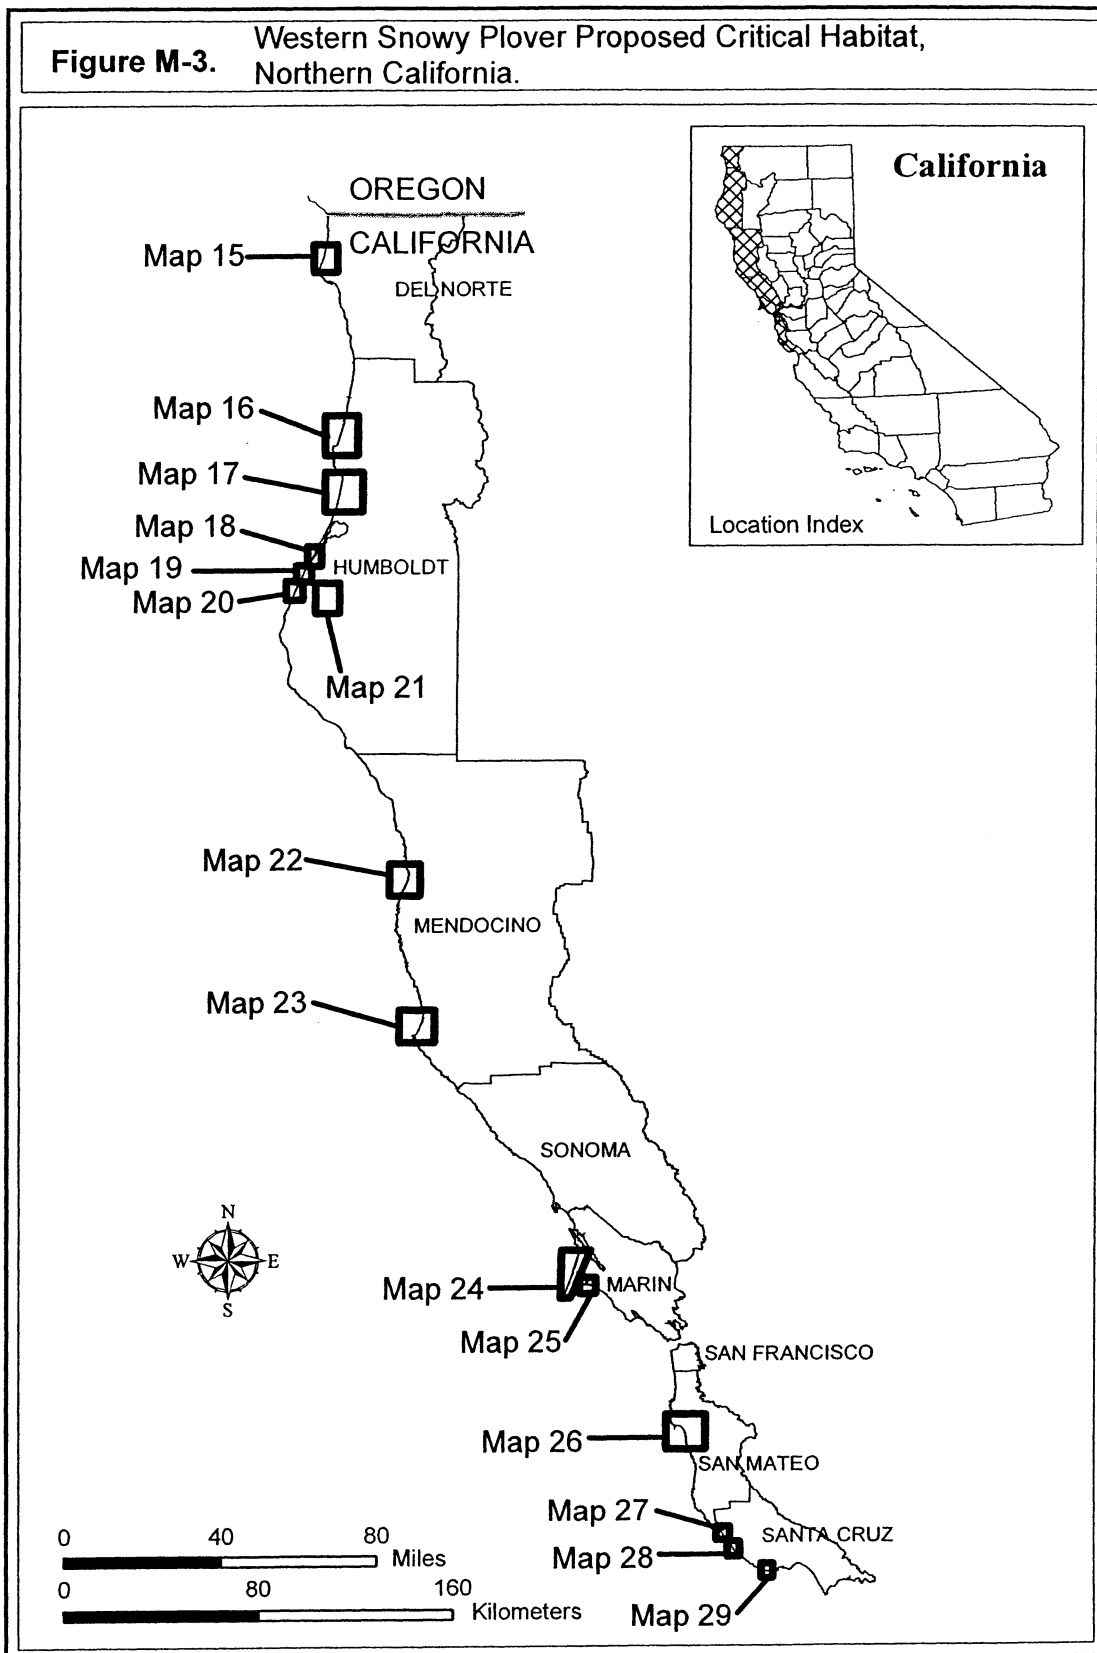 Figure M-3.
Western Snowy Plover Proposed Critical Habitat,
Northern California.
California
Location Index
OREGON
CALIFORNIA
Map 15
DEL NORTE
Map 16
Map 17
Map 18
Map 19
HUMBOLDT
Map 20
Map 21
Map 22
MENDOCINO
Map 23
SONOMA
N
W
E
S
Map 24
MARIN
Map 25
SAN FRANCISCO
Map 26
SAN MATEO
Map 27
SANTA CRUZ
Map 28
Map 29
0 40 80
Miles
0 80 160
Kilometers